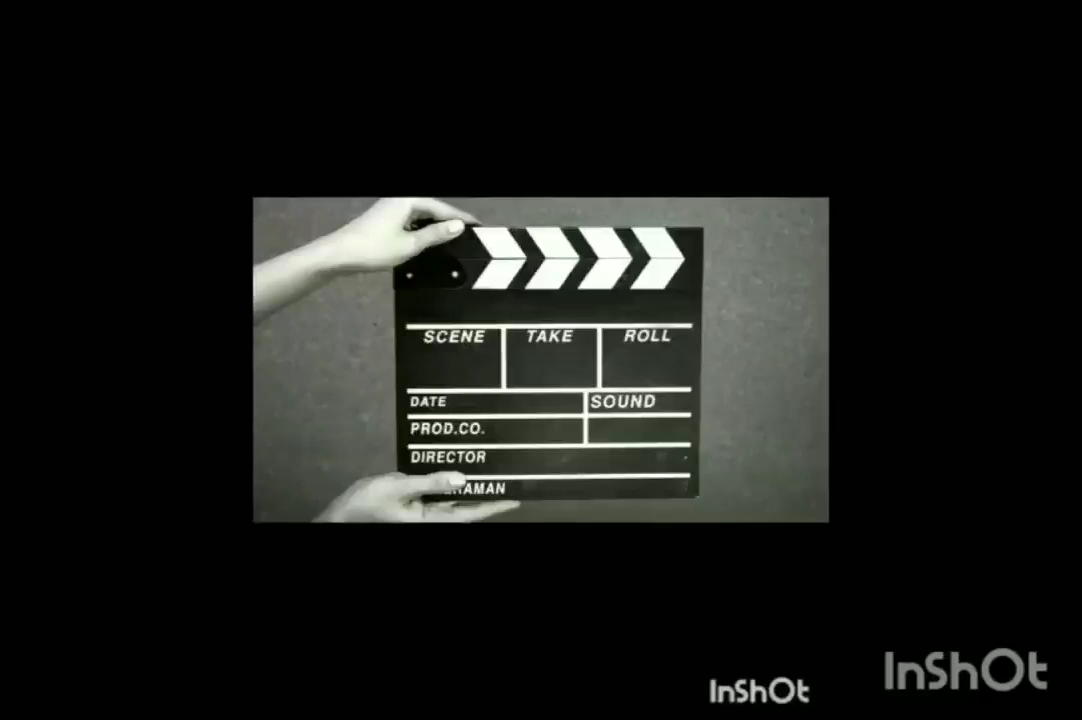 SCENE TAKE ROLL
DATE SOUND
PROD.CO.
DIRECTOR
InShOt
InShOt